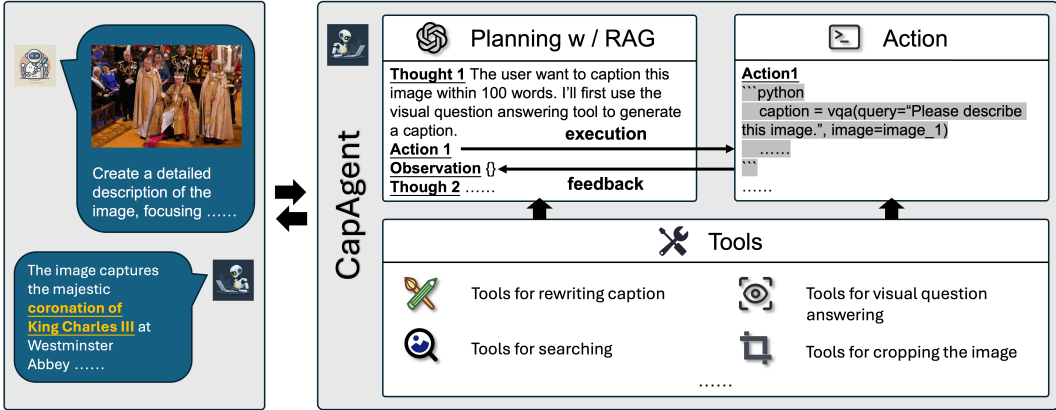 Create a detailed
description of the
image, focusing ……
The image captures
the majestic
coronation of
King Charles III at
Westminster
Abbey ……
CapAgent
Planning w / RAG
Thought 1 The user want to caption this
image within 100 words. I’ll first use the
visual question answering tool to generate
a caption.
execution
Action 1
Observation {}
feedback
Though 2 ……
Action
Action1
```python
caption = vqa(query=“Please describe
this image.”, image=image_1)
……
```
……
Tools
Tools for rewriting caption
Tools for visual question
answering
Tools for searching
Tools for cropping the image
……